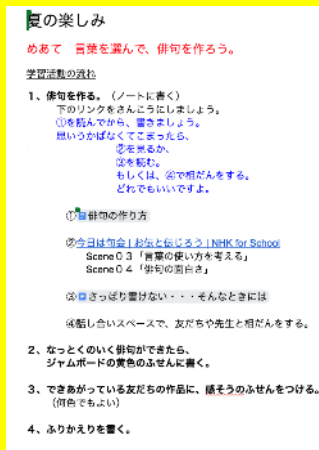 夏の楽しみ
めあて　言葉を選んで、俳句を作ろう。
学習活動の流れ
１、俳句を作る。（ノートに書く）
下のリンクをさんこうにしましょう。
①を読んでから、書きましょう。
思いうかばなくてこまったら、
②を見るか、
③を読む。
もしくは、④で相だんをする。
どれでもいいですよ。
①俳句の作り方
②今日は句会 | お伝と伝じろう | NHK for School
Scene０３「言葉の使い方を考える」
Scene０４「俳句の面白さ」
③さっぱり書けない・・・そんなときには
④話し合いスペースで、友だちや先生と相だんをする。
２、なっとくのいく俳句ができたら、
ジャムボードの黄色のふせんに書く。
３、できあがっている友だちの作品に、感そうのふせんをつける。
（何色でもよい）
４、ふりかえりを書く。